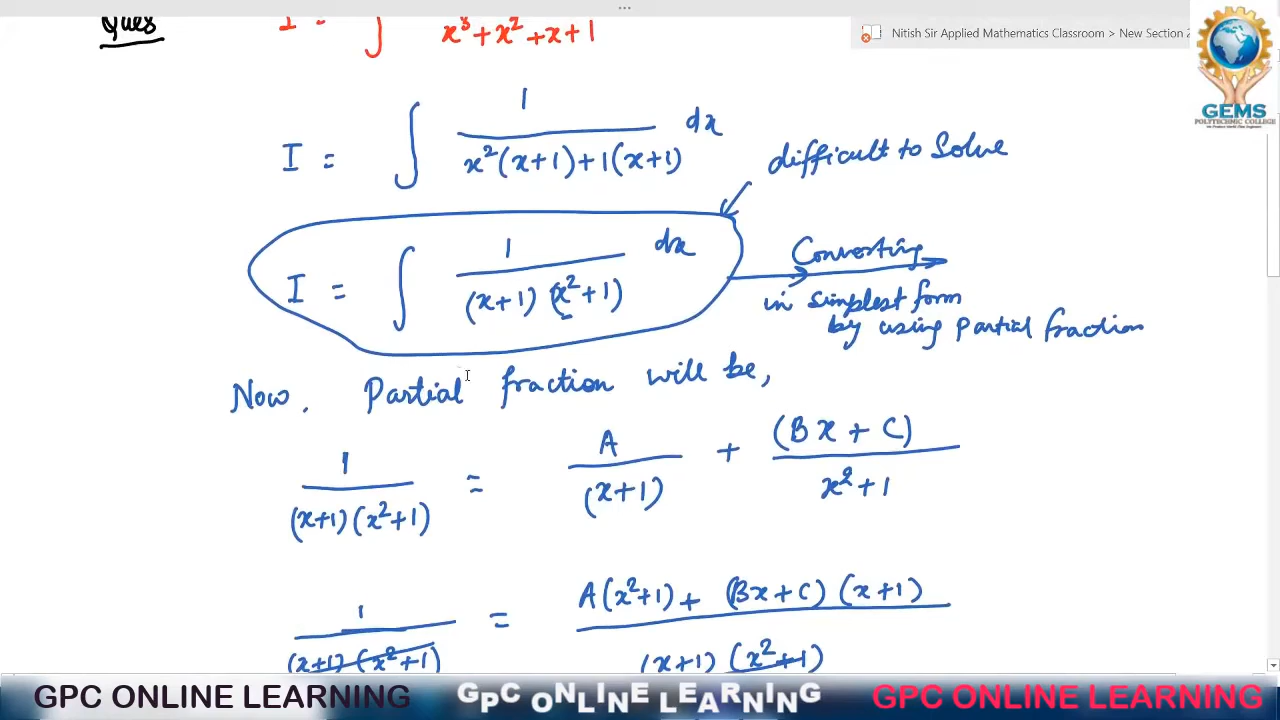 Ques I = ∫ x³+x²+x+1
Nitish Sir Applied Mathematics Classroom > New Section 2
GEMS
POLYTECHNIC COLLEGE
I = ∫ 1 / x²(x+1)+1(x+1) dx
difficult to Solve
I = ∫ 1 / (x+1) (x²+1) dx
Converting
in simplest form
by using partial fraction
Now, Partial fraction will be,
1 / (x+1)(x²+1) = A / (x+1) + (Bx + C) / x²+1
1 / (x+1)(x²+1) = A(x²+1) + (Bx+C)(x+1) / (x+1)(x²+1)
GPC ONLINE LEARNING GPC ONLINE LEARNING GPC ONLINE LEARNING